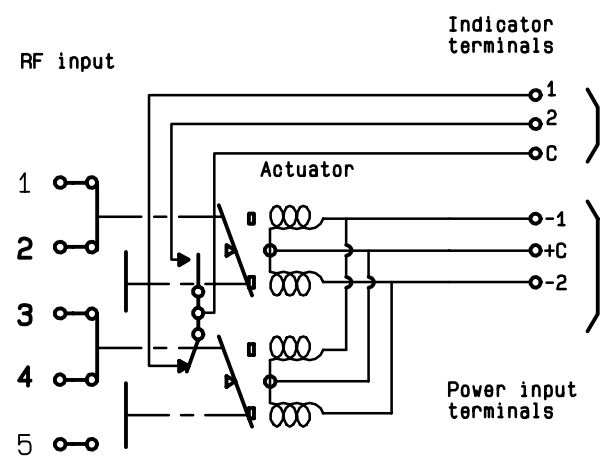 Indicator
terminals
RF input
1
2
C
Actuator
1
2
3
4
5
-1
+C
-2
Power input
terminals